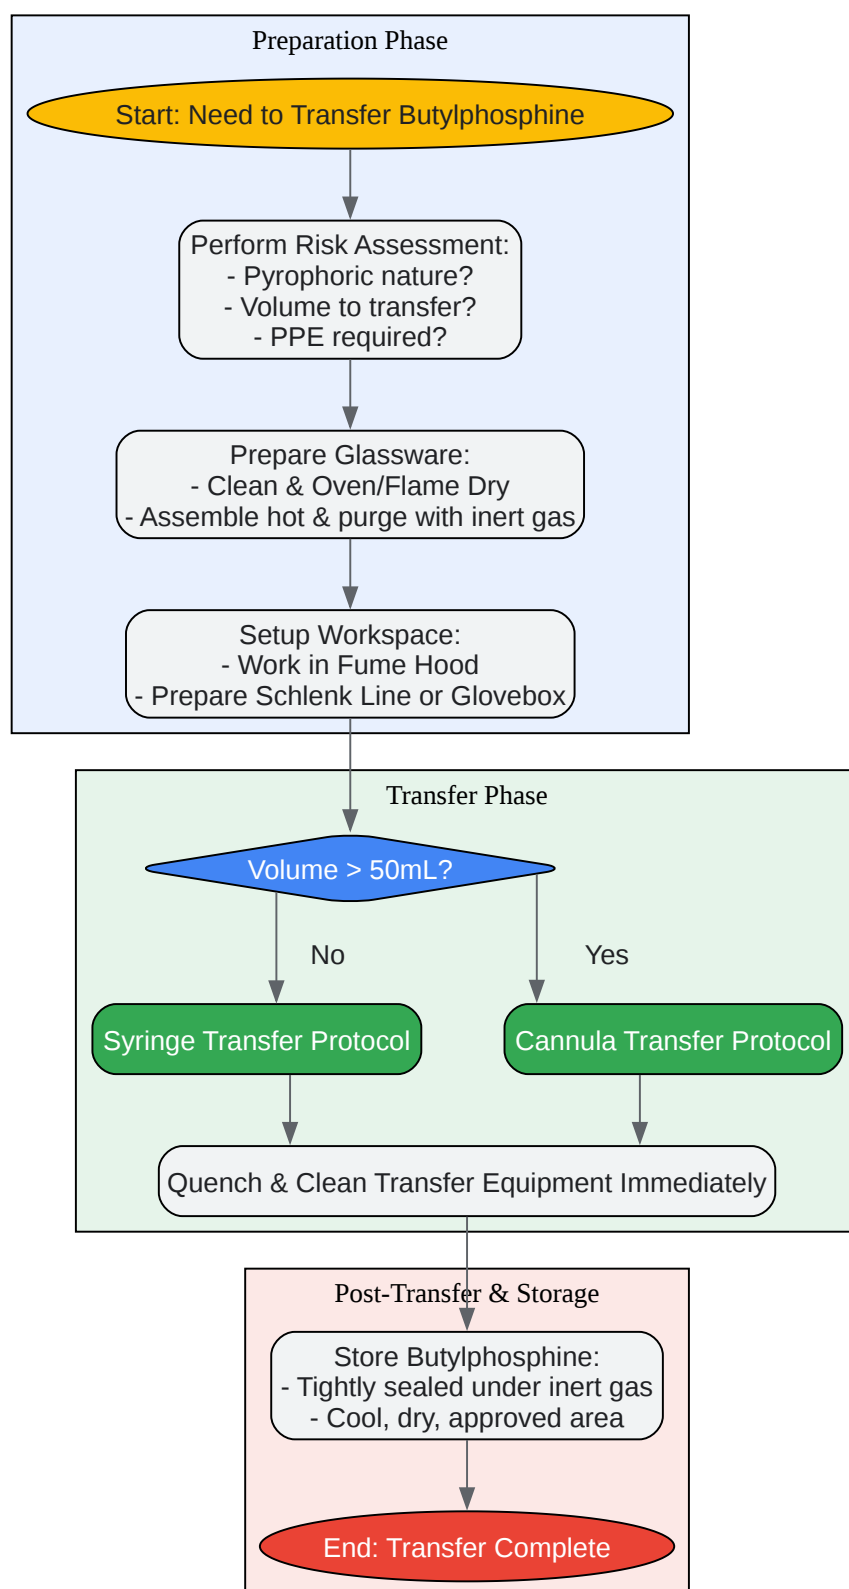 Preparation Phase
Start: Need to Transfer Butylphosphine
Perform Risk Assessment:
- Pyrophoric nature?
- Volume to transfer?
- PPE required?
Prepare Glassware:
- Clean & Oven/Flame Dry
- Assemble hot & purge with inert gas
Setup Workspace:
- Work in Fume Hood
- Prepare Schlenk Line or Glovebox
Transfer Phase
Volume > 50mL?
No
Yes
Syringe Transfer Protocol
Cannula Transfer Protocol
Quench & Clean Transfer Equipment Immediately
Post-Transfer & Storage
Store Butylphosphine:
- Tightly sealed under inert gas
- Cool, dry, approved area
End: Transfer Complete